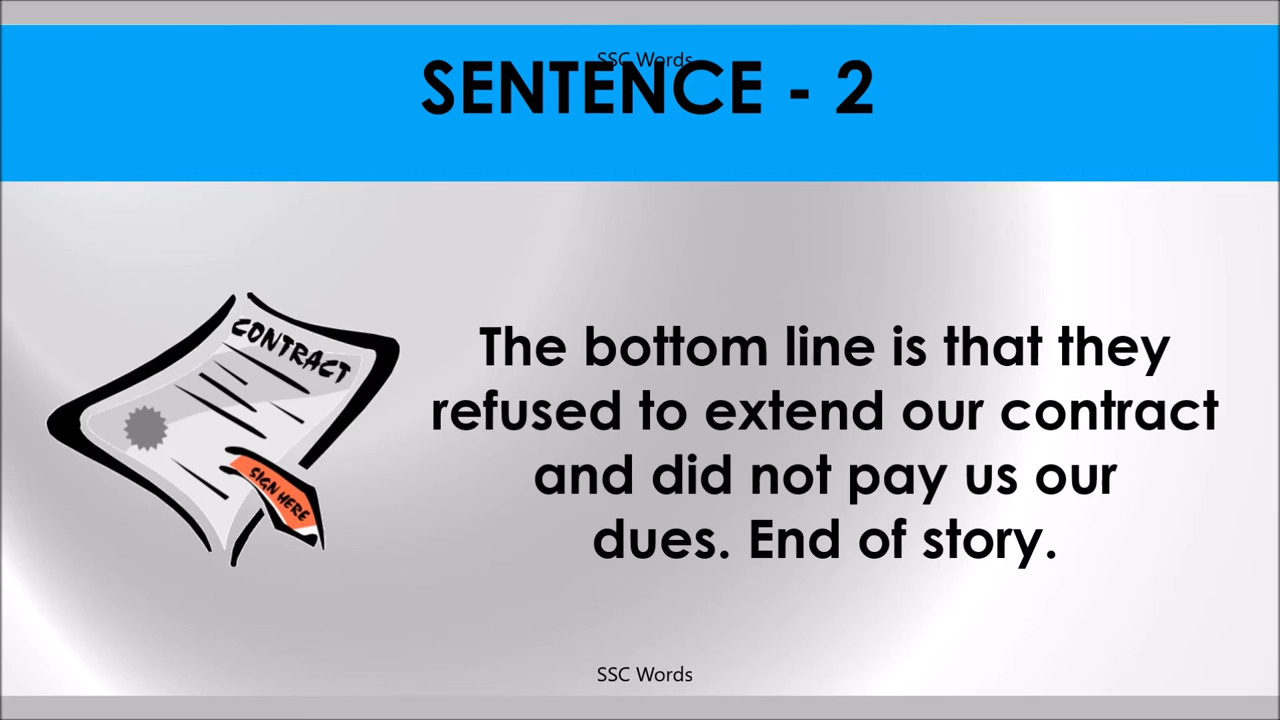 SSC Words
SENTENCE - 2
CONTRACT
SIGN HERE
The bottom line is that they
refused to extend our contract
and did not pay us our
dues. End of story.
SSC Words